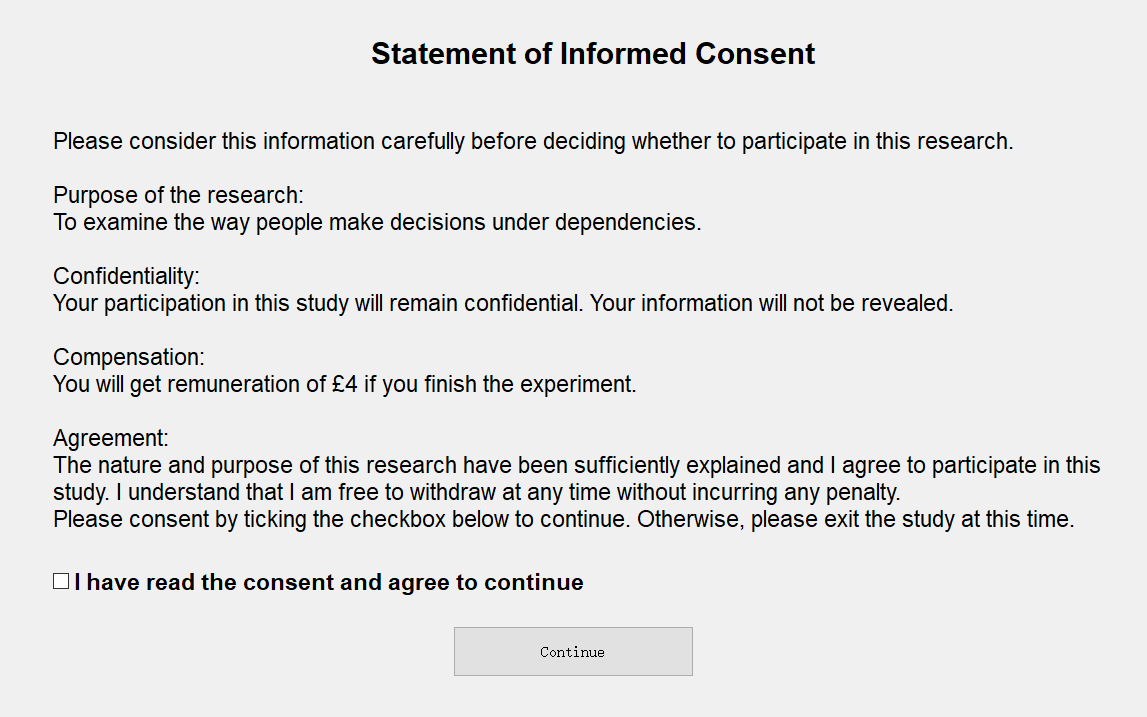 Statement of Informed Consent
Please consider this information carefully before deciding whether to participate in this research.
Purpose of the research:
To examine the way people make decisions under dependencies.
Confidentiality:
Your participation in this study will remain confidential. Your information will not be revealed.
Compensation:
You will get remuneration of £4 if you finish the experiment.
Agreement:
The nature and purpose of this research have been sufficiently explained and I agree to participate in this
study. I understand that I am free to withdraw at any time without incurring any penalty.
Please consent by ticking the checkbox below to continue. Otherwise, please exit the study at this time.
I have read the consent and agree to continue
Continue